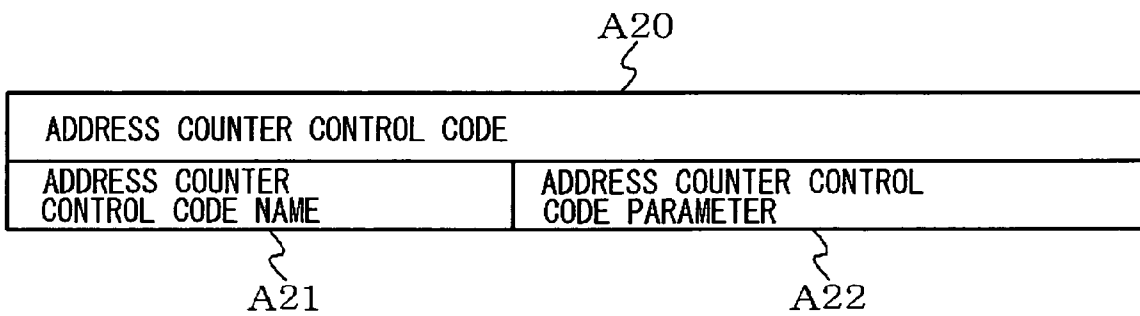 A20
ADDRESS COUNTER CONTROL CODE
ADDRESS COUNTER
CONTROL CODE NAME
ADDRESS COUNTER CONTROL
CODE PARAMETER
A21
A22